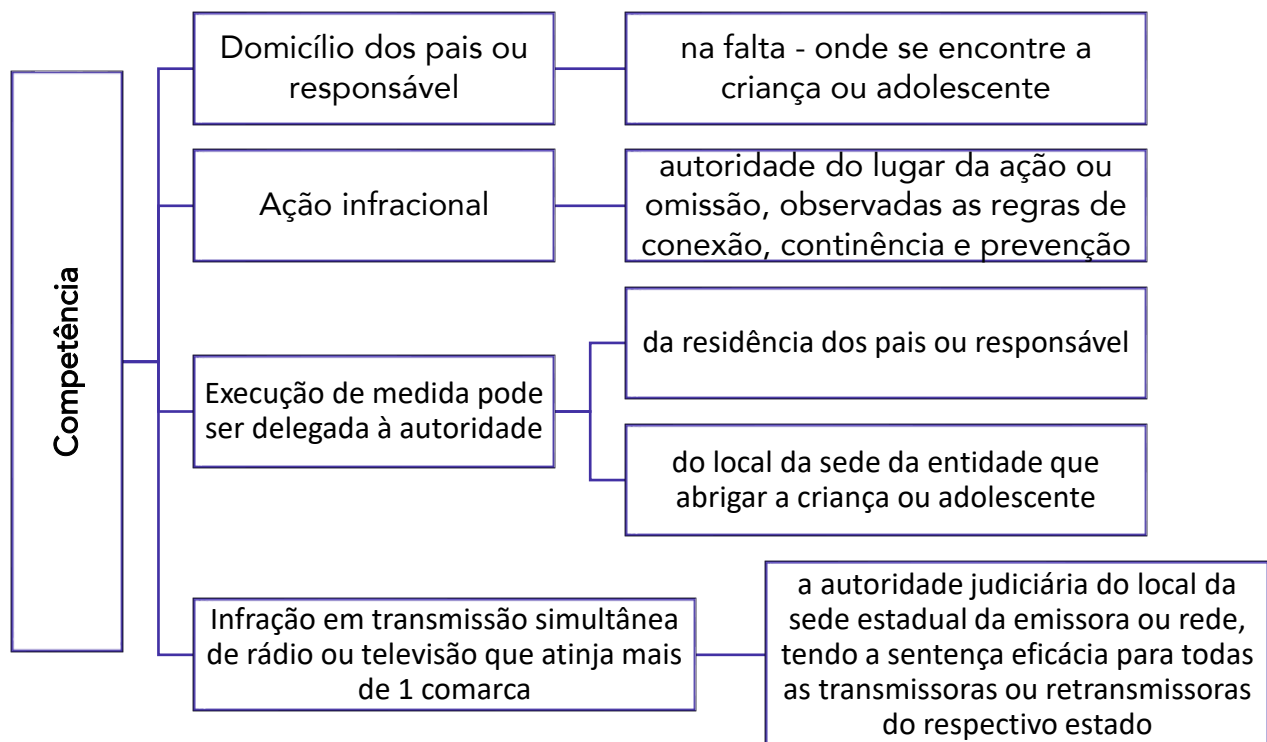 Competência
Domicílio dos pais ou
responsável
na falta - onde se encontre a
criança ou adolescente
Ação infracional
autoridade do lugar da ação ou
omissão, observadas as regras de
conexão, continência e prevenção
Execução de medida pode
ser delegada à autoridade
da residência dos pais ou responsável
do local da sede da entidade que
abrigar a criança ou adolescente
Infração em transmissão simultânea
de rádio ou televisão que atinja mais
de 1 comarca
a autoridade judiciária do local da
sede estadual da emissora ou rede,
tendo a sentença eficácia para todas
as transmissoras ou retransmissoras
do respectivo estado